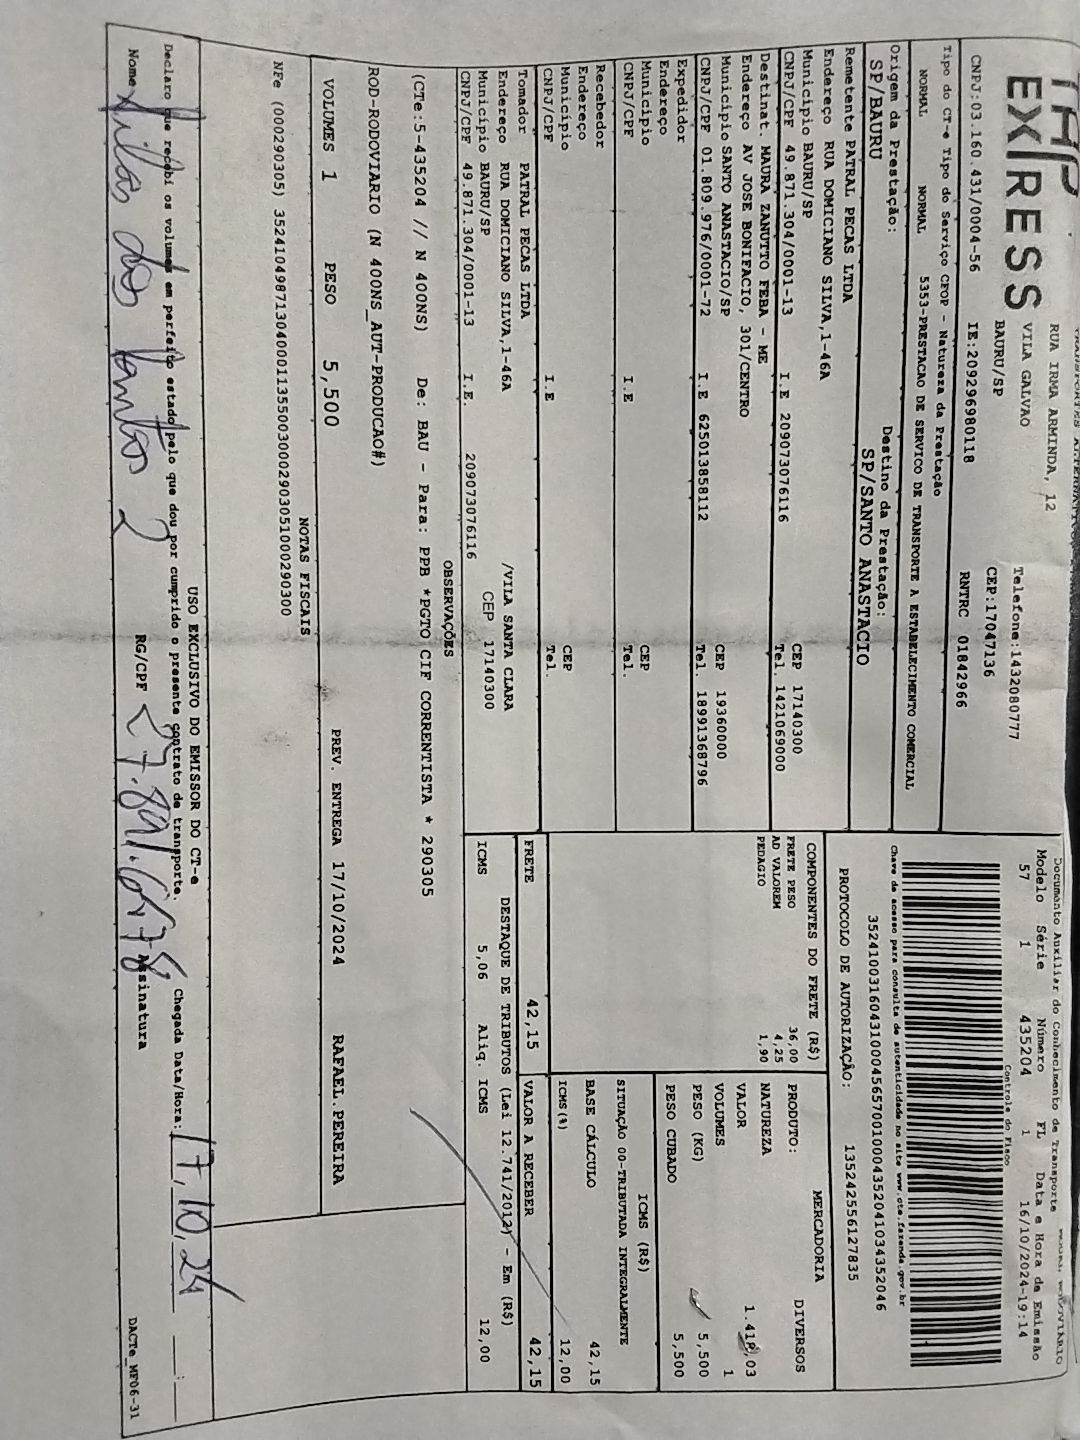 EXPRESS
RUA IRMA ARMINDA, 12
VILA GALVAO
BAURU/SP
Telefone:1432080777
CEP:17047136
CNPJ:03.160.431/0004-56 IE:209296980118 RNTRC 01842966
Tipo do CT-e Tipo do Serviço CFOP - Natureza da Prestação
NORMAL NORMAL 5353-PRESTACAO DE SERVICO DE TRANSPORTE A ESTABELECIMENTO COMERCIAL
Origem da Prestação: Destino da Prestação:
SP/BAURU SP/SANTO ANASTACIO
Remetente PATRAL PECAS LTDA
Endereço RUA DOMICIANO SILVA,1-46A
Município BAURU/SP CEP 17140300
CNPJ/CPF 49.871.304/0001-13 I.E 209073076116 Tel. 1421069000
Destinat. MAURA ZANUTTO FEBA - ME
Endereço AV JOSE BONIFACIO, 301/CENTRO
Município SANTO ANASTACIO/SP CEP 19360000
CNPJ/CPF 01.809.976/0001-72 I.E 625013858112 Tel. 18991368796
Expedidor
Endereço
Município CEP
CNPJ/CPF I.E Tel.
Recebedor
Endereço
Município CEP
CNPJ/CPF I.E Tel.
Tomador PATRAL PECAS LTDA
Endereço RUA DOMICIANO SILVA,1-46A /VILA SANTA CLARA
Município BAURU/SP CEP 17140300
CNPJ/CPF 49.871.304/0001-13 I.E. 209073076116
Documento Auxiliar do Conhecimento de Transporte
Modelo Série Número FL Data e Hora da Emissão
57 1 435204 1 16/10/2024-19:14
Controle do Fisco
Chave de acesso para consulta de autenticidade no site www.cte.fazenda.gov.br
35241003160431000456570010004352041034352046
PROTOCOLO DE AUTORIZAÇÃO: 135242556127835
COMPONENTES DO FRETE (R$)
FRETE PESO 36,00
AD VALOREM 4,25
PEDAGIO 1,90
FRETE 42,15
MERCADORIA
PRODUTO: DIVERSOS
NATUREZA
VALOR 1.418,03
VOLUMES 1
PESO (KG) 5,500
PESO CUBADO 5,500
ICMS (R$)
SITUAÇÃO 00-TRIBUTADA INTEGRALMENTE
BASE CÁLCULO 42,15
ICMS(%) 12,00
VALOR A RECEBER 42,15
DESTAQUE DE TRIBUTOS (Lei 12.741/2012) - Em (R$)
ICMS 5,06 Aliq. ICMS 12,00
OBSERVAÇÕES
(CTe:5-435204 // N 400NS) De: BAU - Para: PPB *PGTO CIF CORRENTISTA * 290305
ROD-RODOVIARIO (N 400NS_AUT-PRODUCAO#)
VOLUMES 1 PESO 5,500 PREV. ENTREGA 17/10/2024 RAFAEL.PEREIRA
NOTAS FISCAIS
NFe (000290305) 35241049871304000113550030002903051000290300
USO EXCLUSIVO DO EMISSOR DO CT-e
Declaro que recebi os volumes em perfeito estado pelo que dou por cumprido o presente contrato de transporte. Chegada Data/Hora: 17,10,24 __:__
Nome dos Santos RG/CPF Assinatura
DACTe_MF06-31